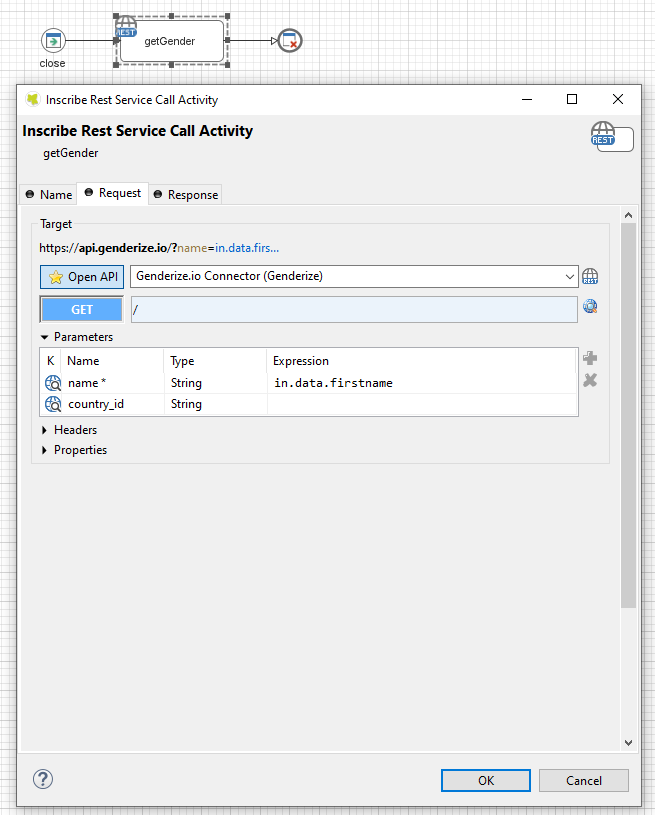 REST
getGender
close
Inscribe Rest Service Call Activity
Inscribe Rest Service Call Activity
getGender
REST
Name
Request
Response
Target
https://api.genderize.io/?name=in.data.firs...
Open API
Genderize.io Connector (Genderize)
REST
GET
/
Parameters
K Name Type Expression
name * String in.data.firstname
country_id String
Headers
Properties
?
OK
Cancel